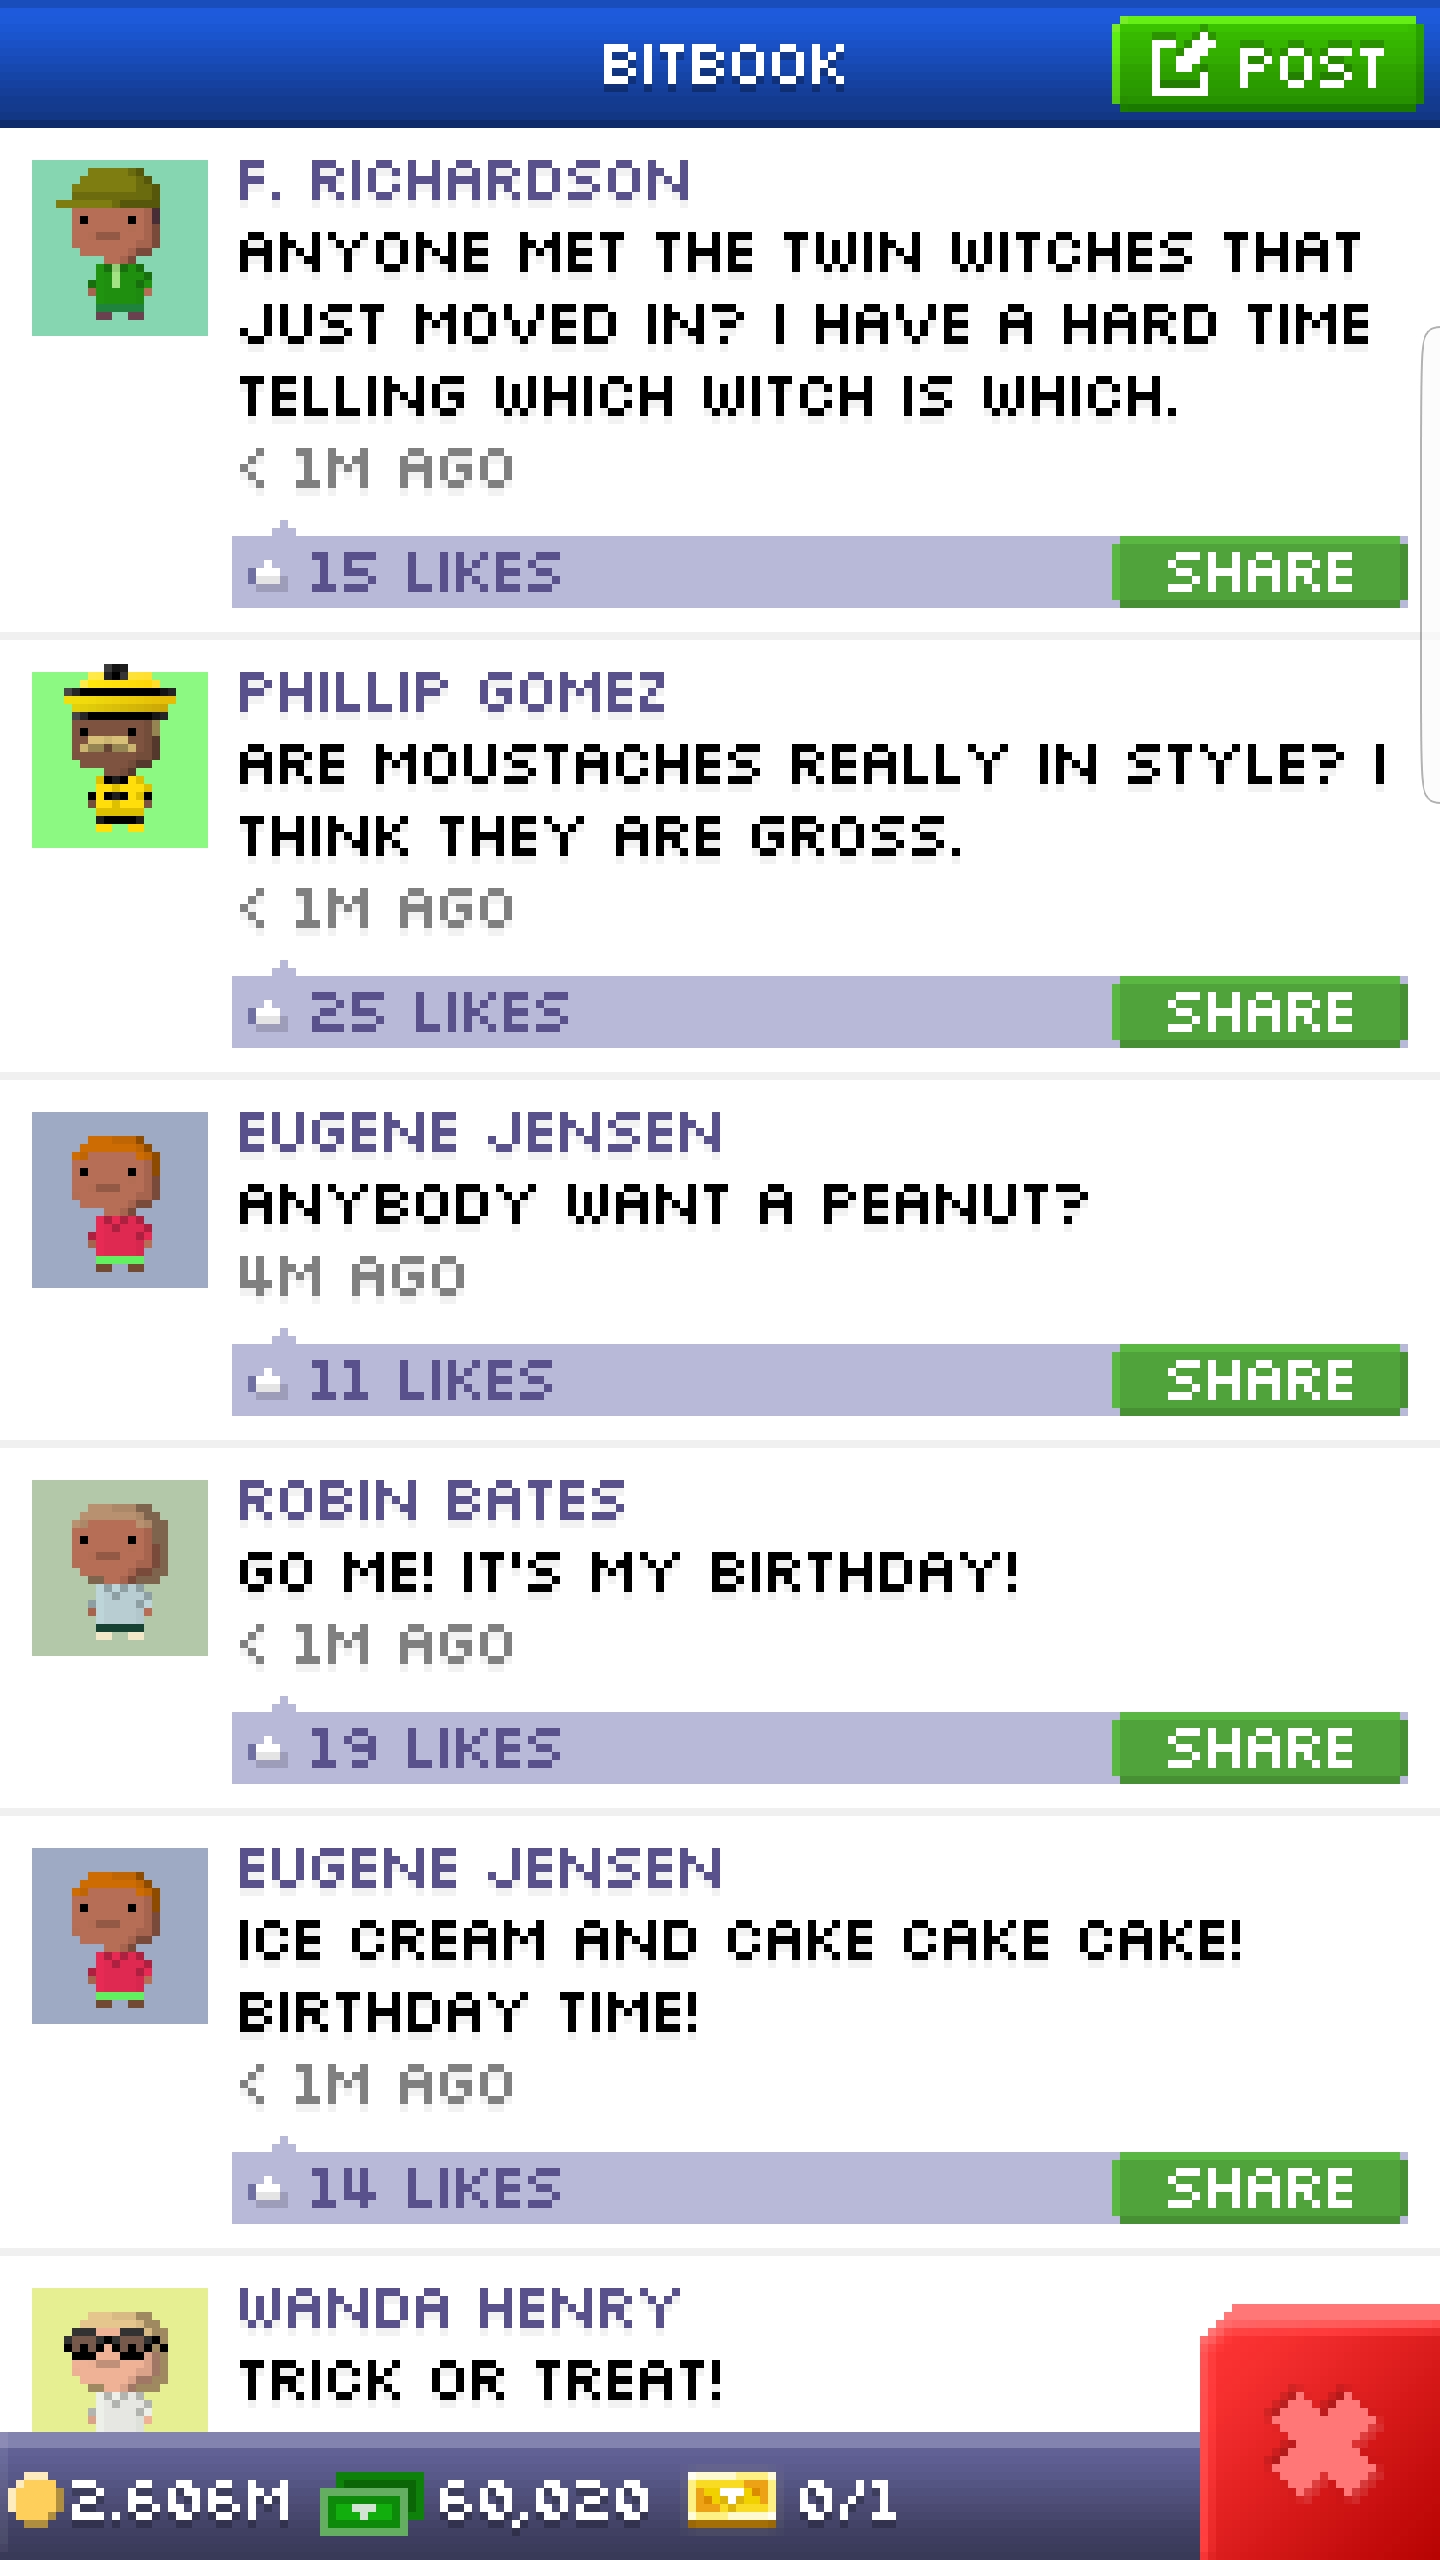 BITBOOK
POST
F. RICHARDSON
ANYONE MET THE TWIN WITCHES THAT
JUST MOVED IN? I HAVE A HARD TIME
TELLING WHICH WITCH IS WHICH.
< 1M AGO
15 LIKES
SHARE
PHILLIP GOMEZ
ARE MOUSTACHES REALLY IN STYLE? I
THINK THEY ARE GROSS.
< 1M AGO
25 LIKES
SHARE
EUGENE JENSEN
ANYBODY WANT A PEANUT?
4M AGO
11 LIKES
SHARE
ROBIN BATES
GO ME! IT'S MY BIRTHDAY!
< 1M AGO
19 LIKES
SHARE
EUGENE JENSEN
ICE CREAM AND CAKE CAKE CAKE!
BIRTHDAY TIME!
< 1M AGO
14 LIKES
SHARE
WANDA HENRY
TRICK OR TREAT!
2.606M 60,020 0/1